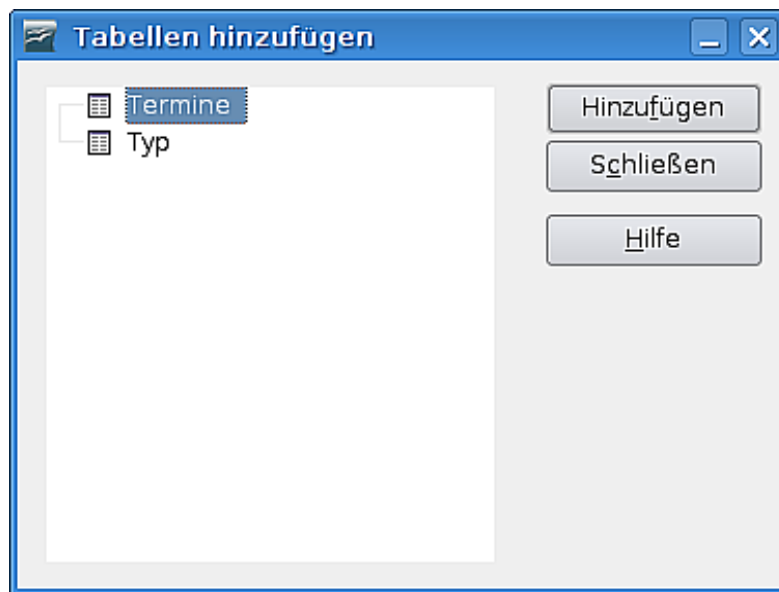 Tabellen hinzufügen
Termine
Typ
Hinzufügen
Schließen
Hilfe